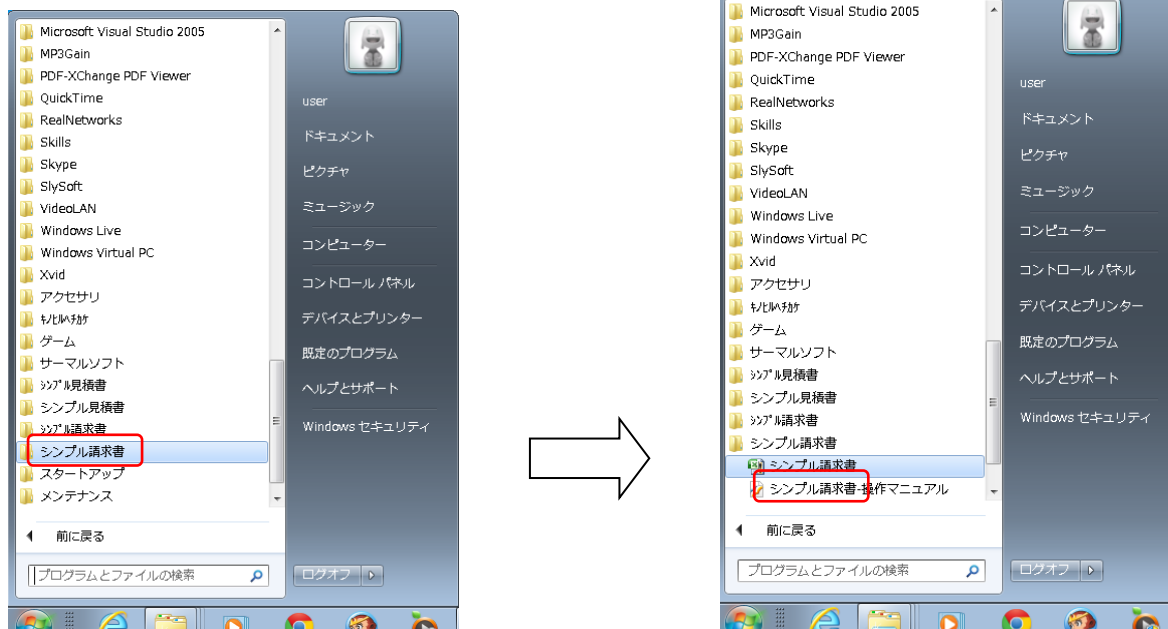 Microsoft Visual Studio 2005
MP3Gain
PDF-XChange PDF Viewer
QuickTime
RealNetworks
Skills
Skype
SlySoft
VideoLAN
Windows Live
Windows Virtual PC
Xvid
アクセサリ
ｷﾉﾋﾙﾍﾁｶｹ
ゲーム
サーマルソフト
ｼﾝﾌﾟﾙ見積書
シンプル見積書
ｼﾝﾌﾟﾙ請求書
シンプル請求書
スタートアップ
メンテナンス
前に戻る
プログラムとファイルの検索
user
ドキュメント
ピクチャ
ミュージック
コンピューター
コントロール パネル
デバイスとプリンター
既定のプログラム
ヘルプとサポート
Windows セキュリティ
ログオフ
Microsoft Visual Studio 2005
MP3Gain
PDF-XChange PDF Viewer
QuickTime
RealNetworks
Skills
Skype
SlySoft
VideoLAN
Windows Live
Windows Virtual PC
Xvid
アクセサリ
ｷﾉﾋﾙﾍﾁｶｹ
ゲーム
サーマルソフト
ｼﾝﾌﾟﾙ見積書
シンプル見積書
ｼﾝﾌﾟﾙ請求書
シンプル請求書
シンプル請求書
シンプル請求書-操作マニュアル
前に戻る
プログラムとファイルの検索
user
ドキュメント
ピクチャ
ミュージック
コンピューター
コントロール パネル
デバイスとプリンター
既定のプログラム
ヘルプとサポート
Windows セキュリティ
ログオフ